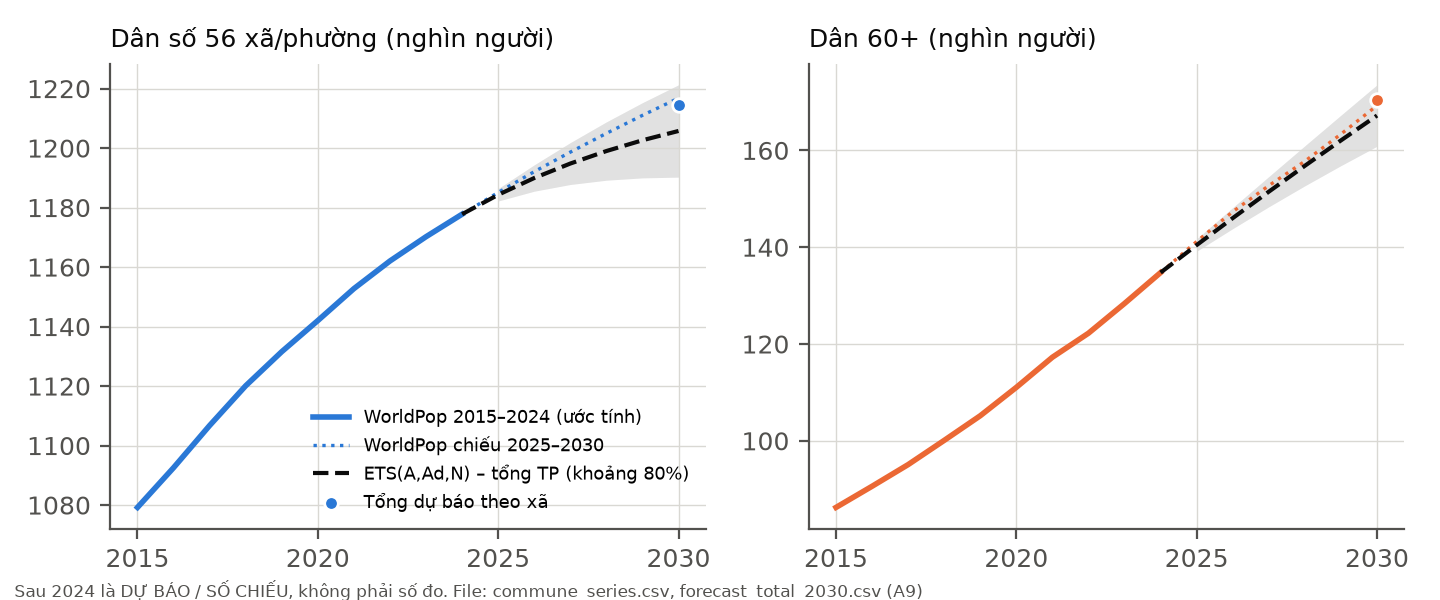 Dân số 56 xã/phường (nghìn người)
1220
1200
1180
1160
1140
1120
1100
1080
2015
2020
2025
2030
WorldPop 2015–2024 (ước tính)
WorldPop chiếu 2025–2030
ETS(A,Ad,N) – tổng TP (khoảng 80%)
Tổng dự báo theo xã
Dân 60+ (nghìn người)
160
140
120
100
2015
2020
2025
2030
Sau 2024 là DỰ BÁO / SỐ CHIẾU, không phải số đo. File: commune_series.csv, forecast_total_2030.csv (A9)